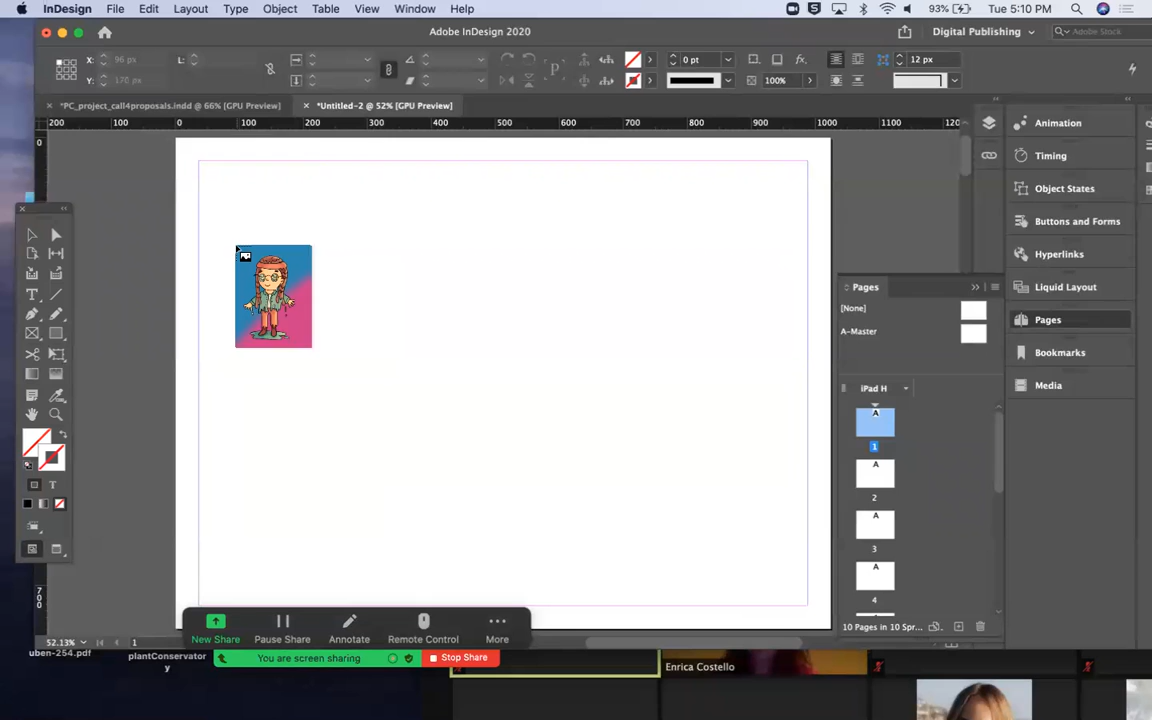 InDesign File Edit Layout Type Object Table View Window Help 93% Tue 5:10 PM
Adobe InDesign 2020 Digital Publishing Adobe Stock
X: 96 px L: 0 pt 12 px
Y: 170 px P fx. 100%
*PC_project_call4proposals.indd @ 66% [GPU Preview] *Untitled-2 @ 52% [GPU Preview]
200 100 0 100 200 300 400 500 600 700 800 900 1000 1100 120
0
Animation
Timing
Object States
Buttons and Forms
Hyperlinks
Liquid Layout
Pages
Bookmarks
Media
Pages
[None]
A-Master
iPad H
A
1
A
2
A
3
A
4
10 Pages in 10 Spr...
T
T
700
52.13% 1
New Share Pause Share Annotate Remote Control More
You are screen sharing Stop Share
uben-254.pdf plantConservator
y
Enrica Costello